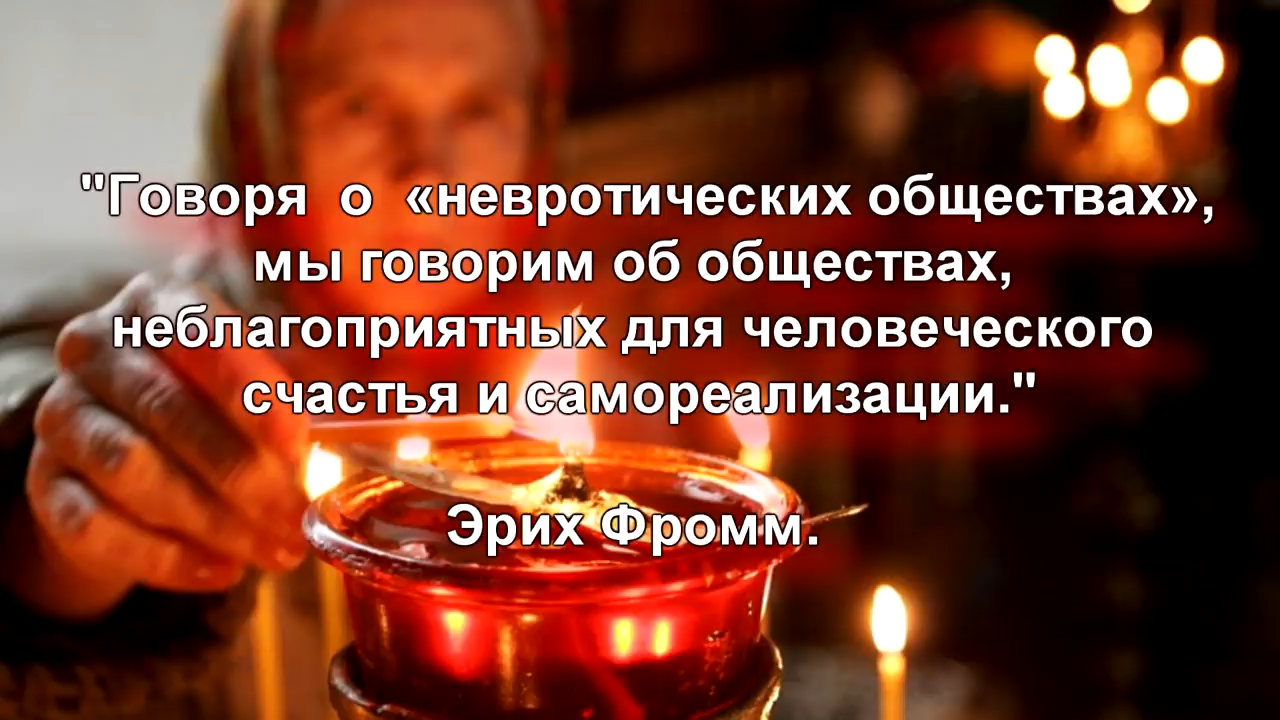 "Говоря о «невротических обществах»,
мы говорим об обществах,
неблагоприятных для человеческого
счастья и самореализации."
Эрих Фромм.